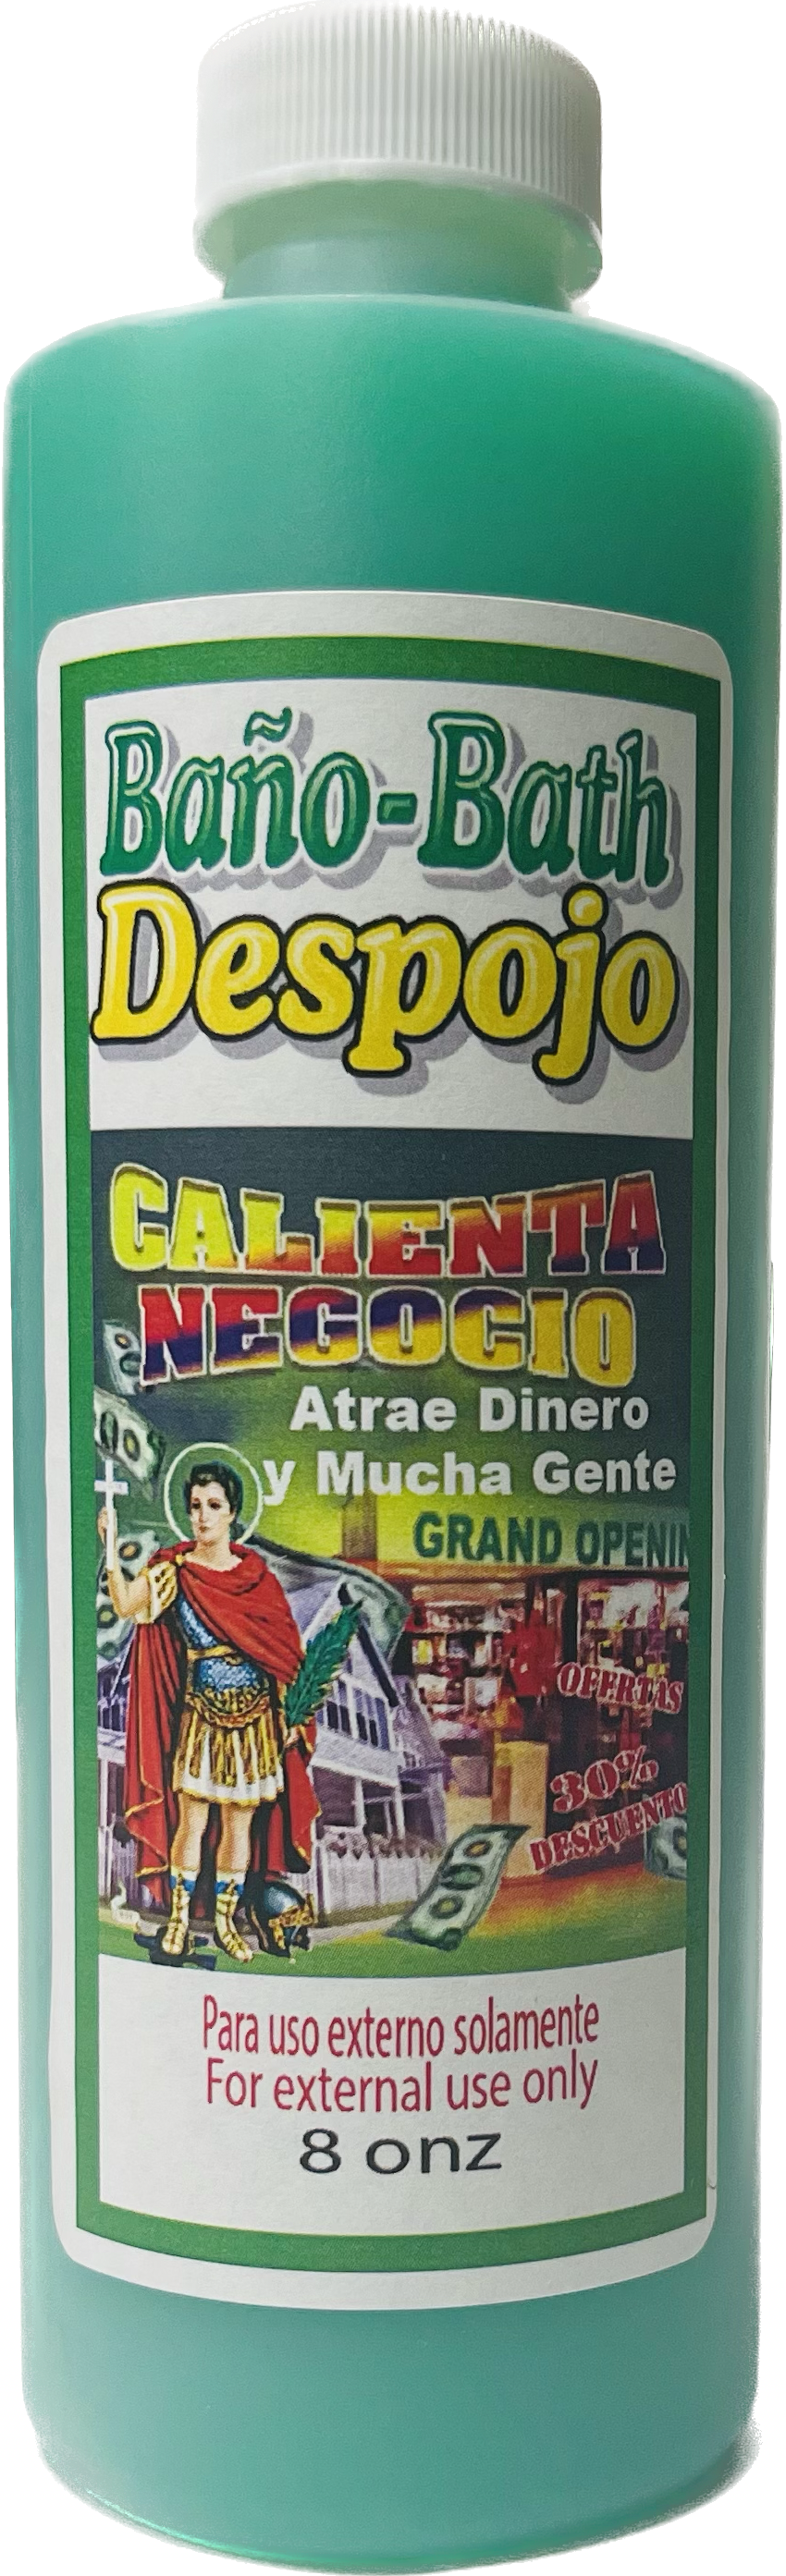 Baño-Bath
Despojo
CALIENTA
NEGOCIO
Atrae Dinero
y Mucha Gente
GRAND OPENIN
OFERTAS
30%
DESCUENTO
Para uso externo solamente
For external use only
8 onz